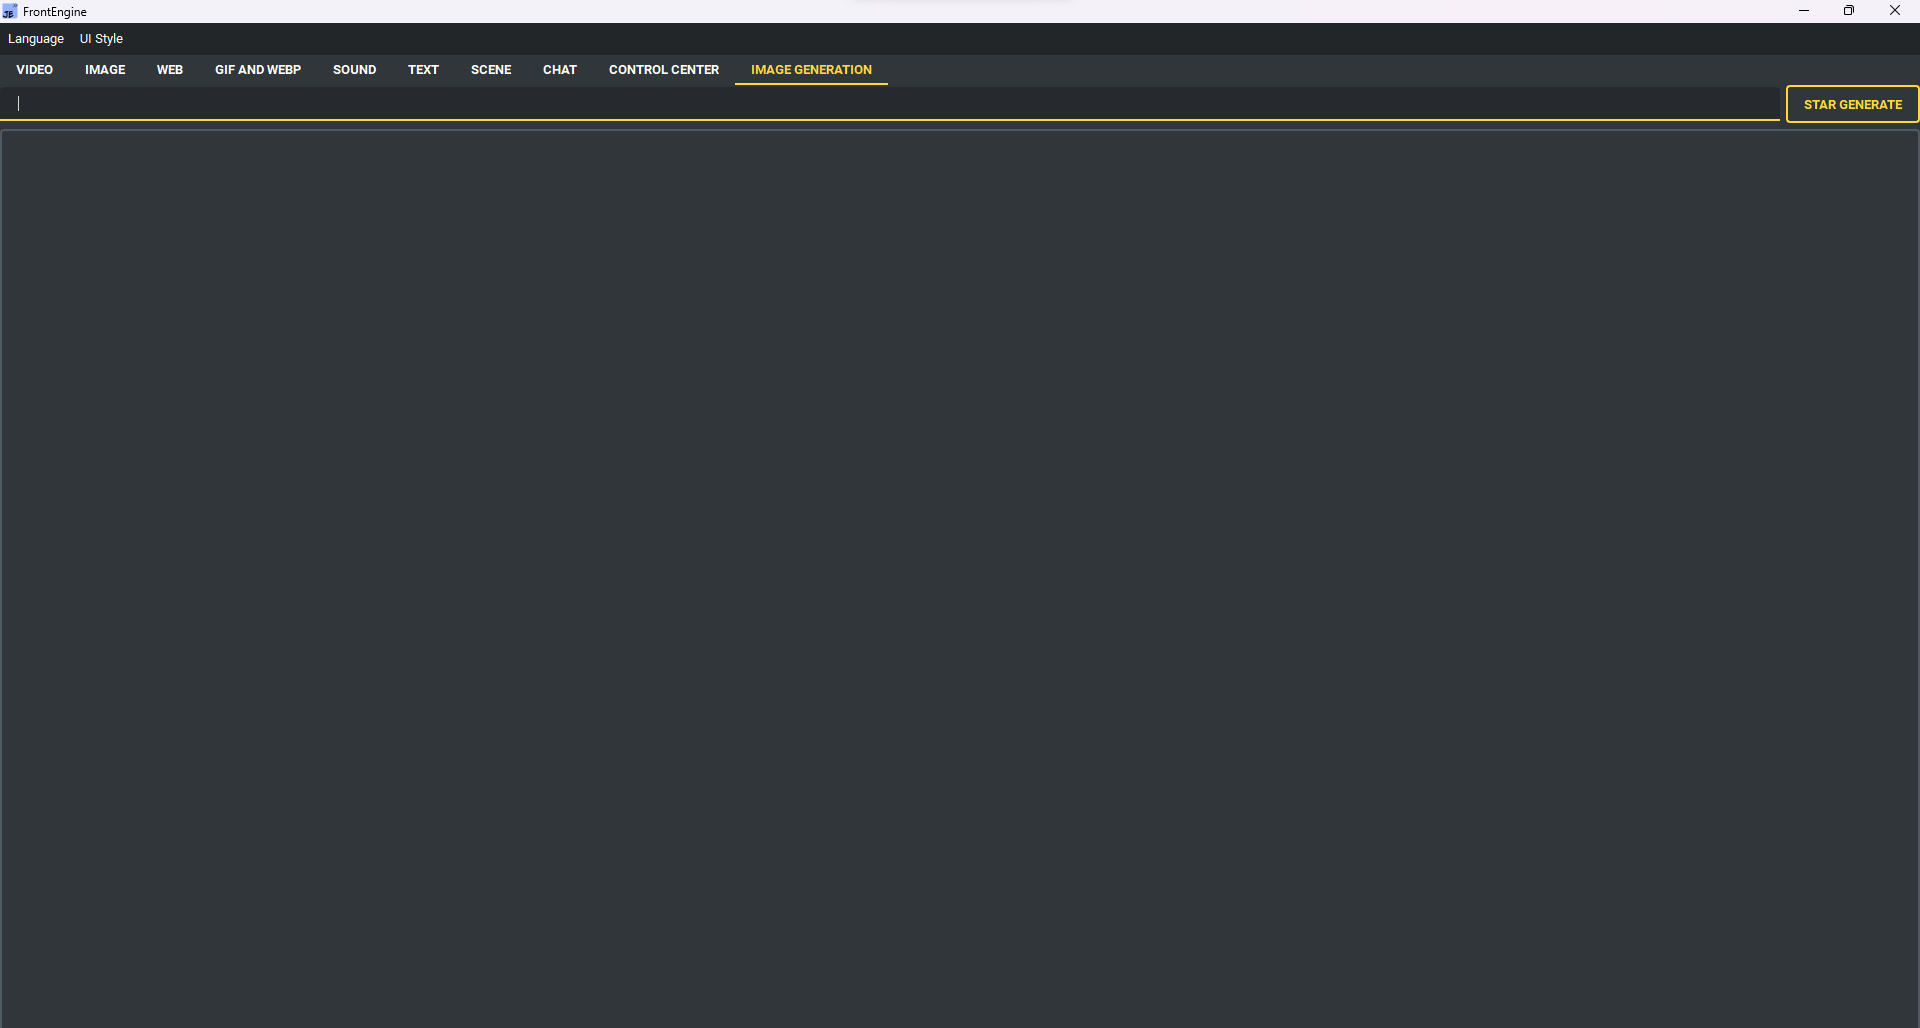 JE FrontEngine
Language UI Style
VIDEO IMAGE WEB GIF AND WEBP SOUND TEXT SCENE CHAT CONTROL CENTER IMAGE GENERATION
STAR GENERATE